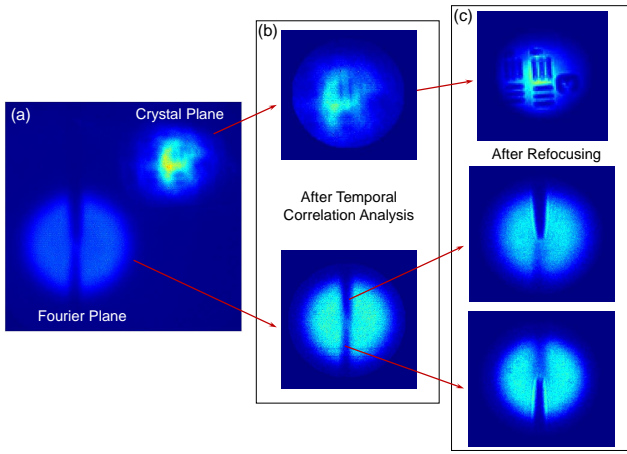 (a)
Crystal Plane
Fourier Plane
(b)
After Temporal
Correlation Analysis
(c)
After Refocusing